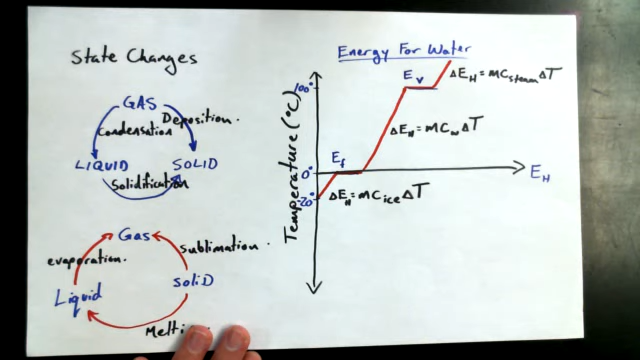 State Changes
GAS
Condensation
Deposition.
LIQUID
SOLID
Solidification
Gas
evaporation.
sublimation.
Liquid
SoliD
Energy For Water
Temperature (°C)
100°
0°
-20°
Ev
Ef
ΔEH = MCsteam ΔT
ΔEH = MCw ΔT
ΔEH = MCice ΔT
EH